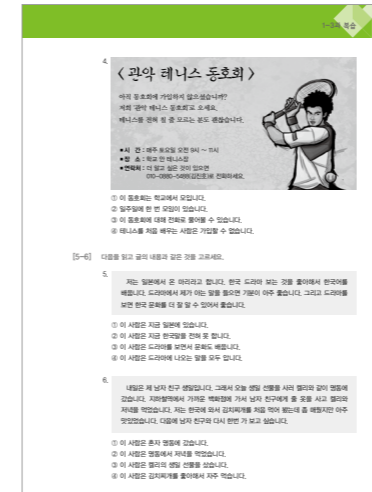 1~3과 복습
4.
〈관악 테니스 동호회〉
아직 동호회에 가입하지 않으셨습니까?
저희 '관악 테니스 동호회'로 오세요.
테니스를 전혀 칠 줄 모르는 분도 괜찮습니다.
●시 간 : 매주 토요일 오전 9시 ~ 11시
●장 소 : 학교 안 테니스장
●연락처 : 더 알고 싶은 것이 있으면
010-0880-5488(김진호)로 전화하세요.
① 이 동호회는 학교에서 모입니다.
② 일주일에 한 번 모임이 있습니다.
③ 이 동호회에 대해 전화로 물어볼 수 있습니다.
④ 테니스를 처음 배우는 사람은 가입할 수 없습니다.
[5-6] 다음을 읽고 글의 내용과 같은 것을 고르세요.
5.
저는 일본에서 온 마리라고 합니다. 한국 드라마 보는 것을 좋아해서 한국어를
배웁니다. 드라마에서 제가 아는 말을 들으면 기분이 아주 좋습니다. 그리고 드라마를
보면 한국 문화를 더 잘 알 수 있어서 좋습니다.
① 이 사람은 지금 일본에 있습니다.
② 이 사람은 지금 한국말을 전혀 못 합니다.
③ 이 사람은 드라마를 보면서 문화도 배웁니다.
④ 이 사람은 드라마에 나오는 말을 모두 압니다.
6.
내일은 제 남자 친구 생일입니다. 그래서 오늘 생일 선물을 사러 켈리와 같이 명동에
갔습니다. 지하철역에서 가까운 백화점에 가서 남자 친구에게 줄 옷을 사고 켈리와
저녁을 먹었습니다. 저는 한국에 와서 김치찌개를 처음 먹어 봤는데 좀 매웠지만 아주
맛있었습니다. 다음에 남자 친구와 다시 한번 가 보고 싶습니다.
① 이 사람은 혼자 명동에 갔습니다.
② 이 사람은 명동에서 저녁을 먹었습니다.
③ 이 사람은 켈리의 생일 선물을 샀습니다.
④ 이 사람은 김치찌개를 좋아해서 자주 먹습니다.